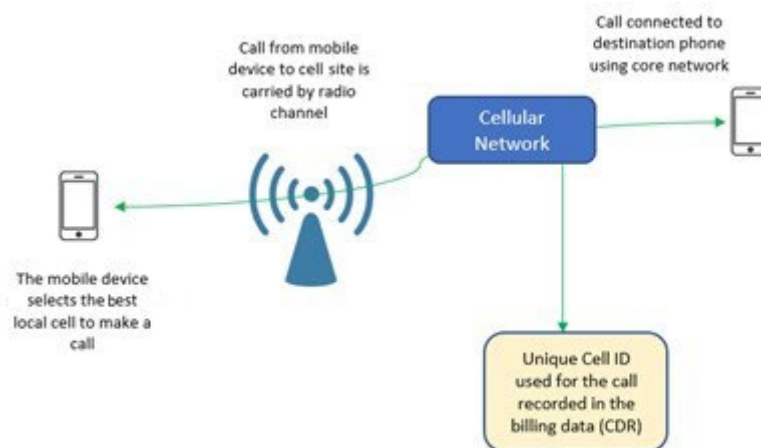 Call from mobile
device to cell site is
carried by radio
channel
Call connected to
destination phone
using core network
Cellular
Network
The mobile device
selects the best
local cell to make a
call
Unique Cell ID
used for the call
recorded in the
billing data (CDR)